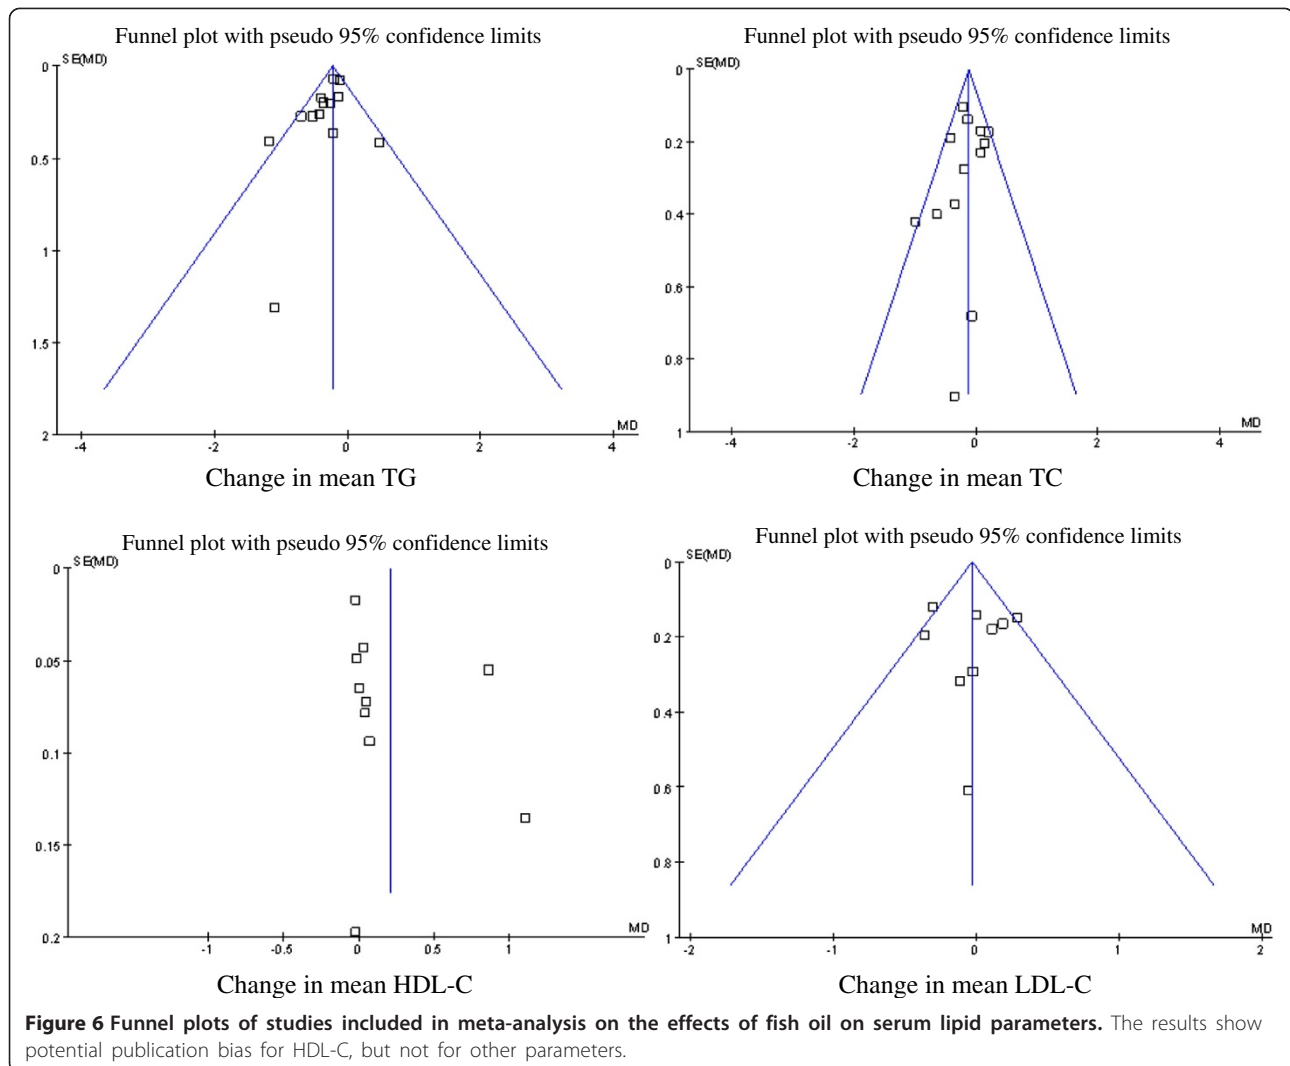 Funnel plot with pseudo 95% confidence limits
SE(MD)
0
0.5
1
1.5
2
MD
-4
-2
0
2
4
Change in mean TG
Funnel plot with pseudo 95% confidence limits
SE(MD)
0
0.2
0.4
0.6
0.8
1
MD
-4
-2
0
2
4
Change in mean TC
Funnel plot with pseudo 95% confidence limits
SE(MD)
0
0.05
0.1
0.15
0.2
MD
-1
-0.5
0
0.5
1
Change in mean HDL-C
Funnel plot with pseudo 95% confidence limits
SE(MD)
0
0.2
0.4
0.6
0.8
1
MD
-2
-1
0
1
2
Change in mean LDL-C
Figure 6 Funnel plots of studies included in meta-analysis on the effects of fish oil on serum lipid parameters. The results show
potential publication bias for HDL-C, but not for other parameters.